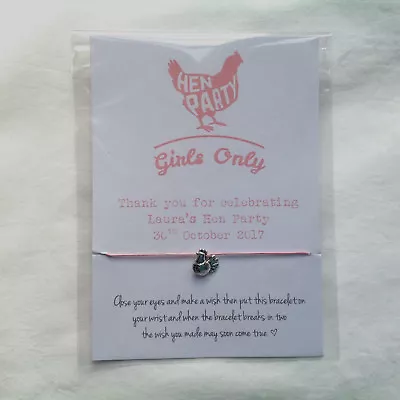 HEN
PARTY
Girls Only
Thank you for celebrating
Laura's Hen Party
30th October 2017
Close your eyes and make a wish then put this bracelet on
your wrist and when the bracelet breaks in two
the wish you made may soon come true. ♡